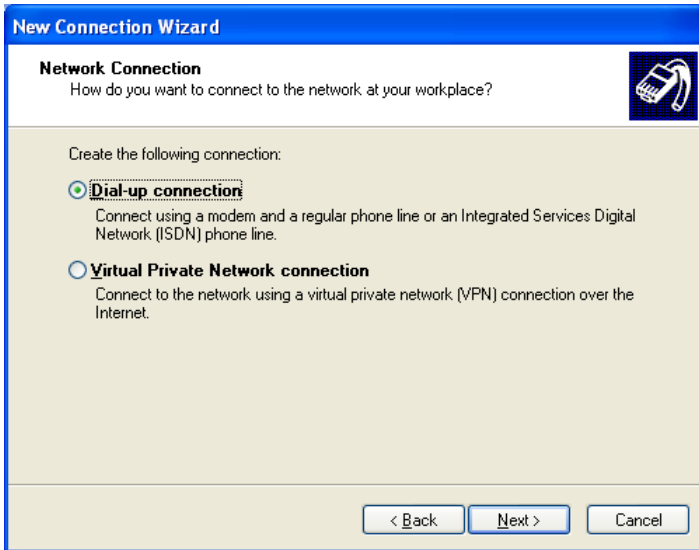 New Connection Wizard
Network Connection
How do you want to connect to the network at your workplace?
Create the following connection:
Dial-up connection
Connect using a modem and a regular phone line or an Integrated Services Digital
Network (ISDN) phone line.
Virtual Private Network connection
Connect to the network using a virtual private network (VPN) connection over the
Internet.
< Back
Next >
Cancel